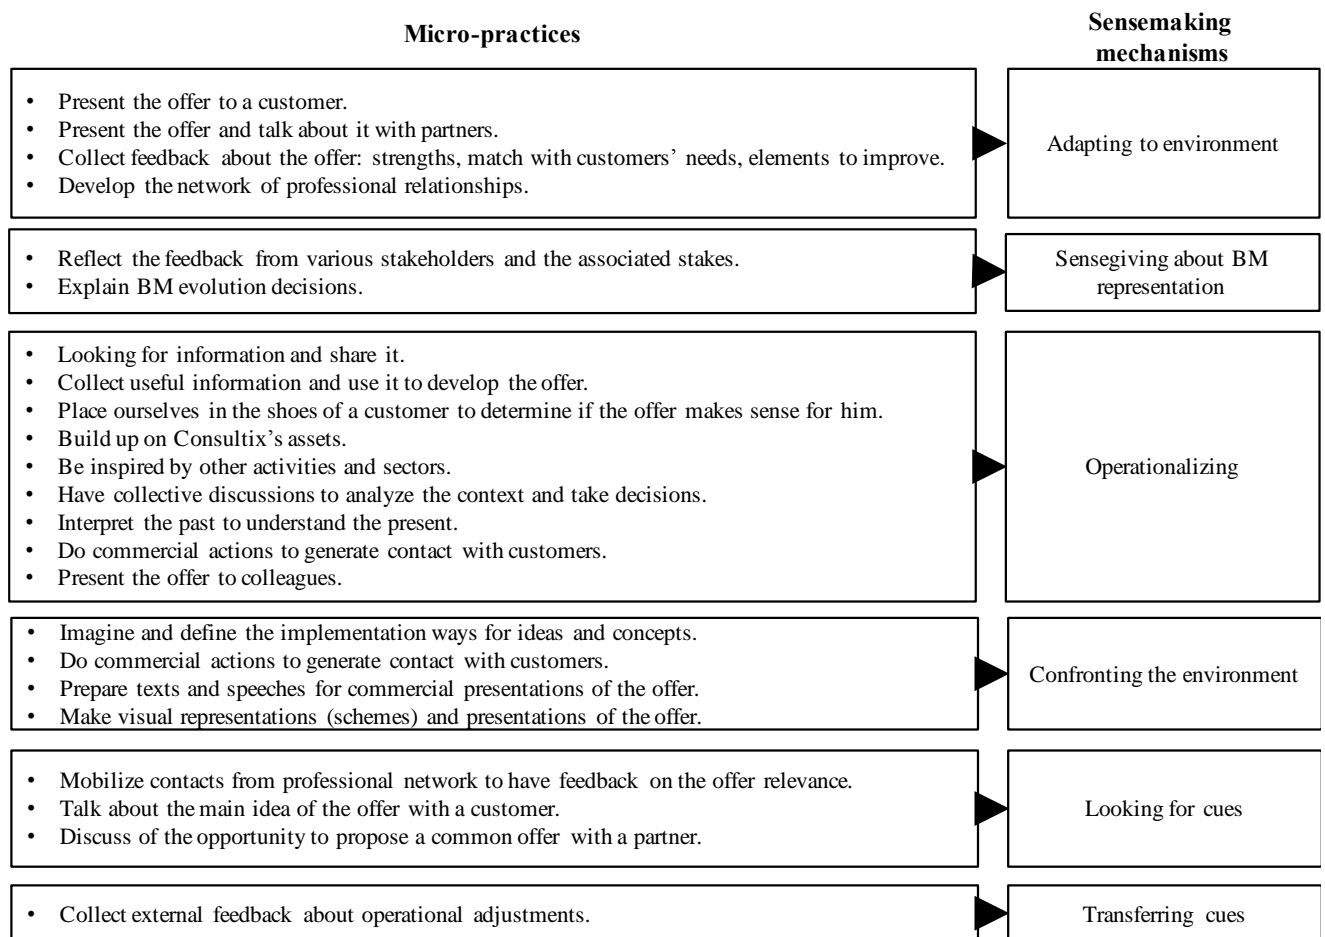 Micro-practices
Sensemaking
mechanisms
• Present the offer to a customer.
• Present the offer and talk about it with partners.
• Collect feedback about the offer: strengths, match with customers’ needs, elements to improve.
• Develop the network of professional relationships.
Adapting to environment
• Reflect the feedback from various stakeholders and the associated stakes.
• Explain BM evolution decisions.
Sensegiving about BM
representation
• Looking for information and share it.
• Collect useful information and use it to develop the offer.
• Place ourselves in the shoes of a customer to determine if the offer makes sense for him.
• Build up on Consultix’s assets.
• Be inspired by other activities and sectors.
• Have collective discussions to analyze the context and take decisions.
• Interpret the past to understand the present.
• Do commercial actions to generate contact with customers.
• Present the offer to colleagues.
Operationalizing
• Imagine and define the implementation ways for ideas and concepts.
• Do commercial actions to generate contact with customers.
• Prepare texts and speeches for commercial presentations of the offer.
• Make visual representations (schemes) and presentations of the offer.
Confronting the environment
• Mobilize contacts from professional network to have feedback on the offer relevance.
• Talk about the main idea of the offer with a customer.
• Discuss of the opportunity to propose a common offer with a partner.
Looking for cues
• Collect external feedback about operational adjustments.
Transferring cues